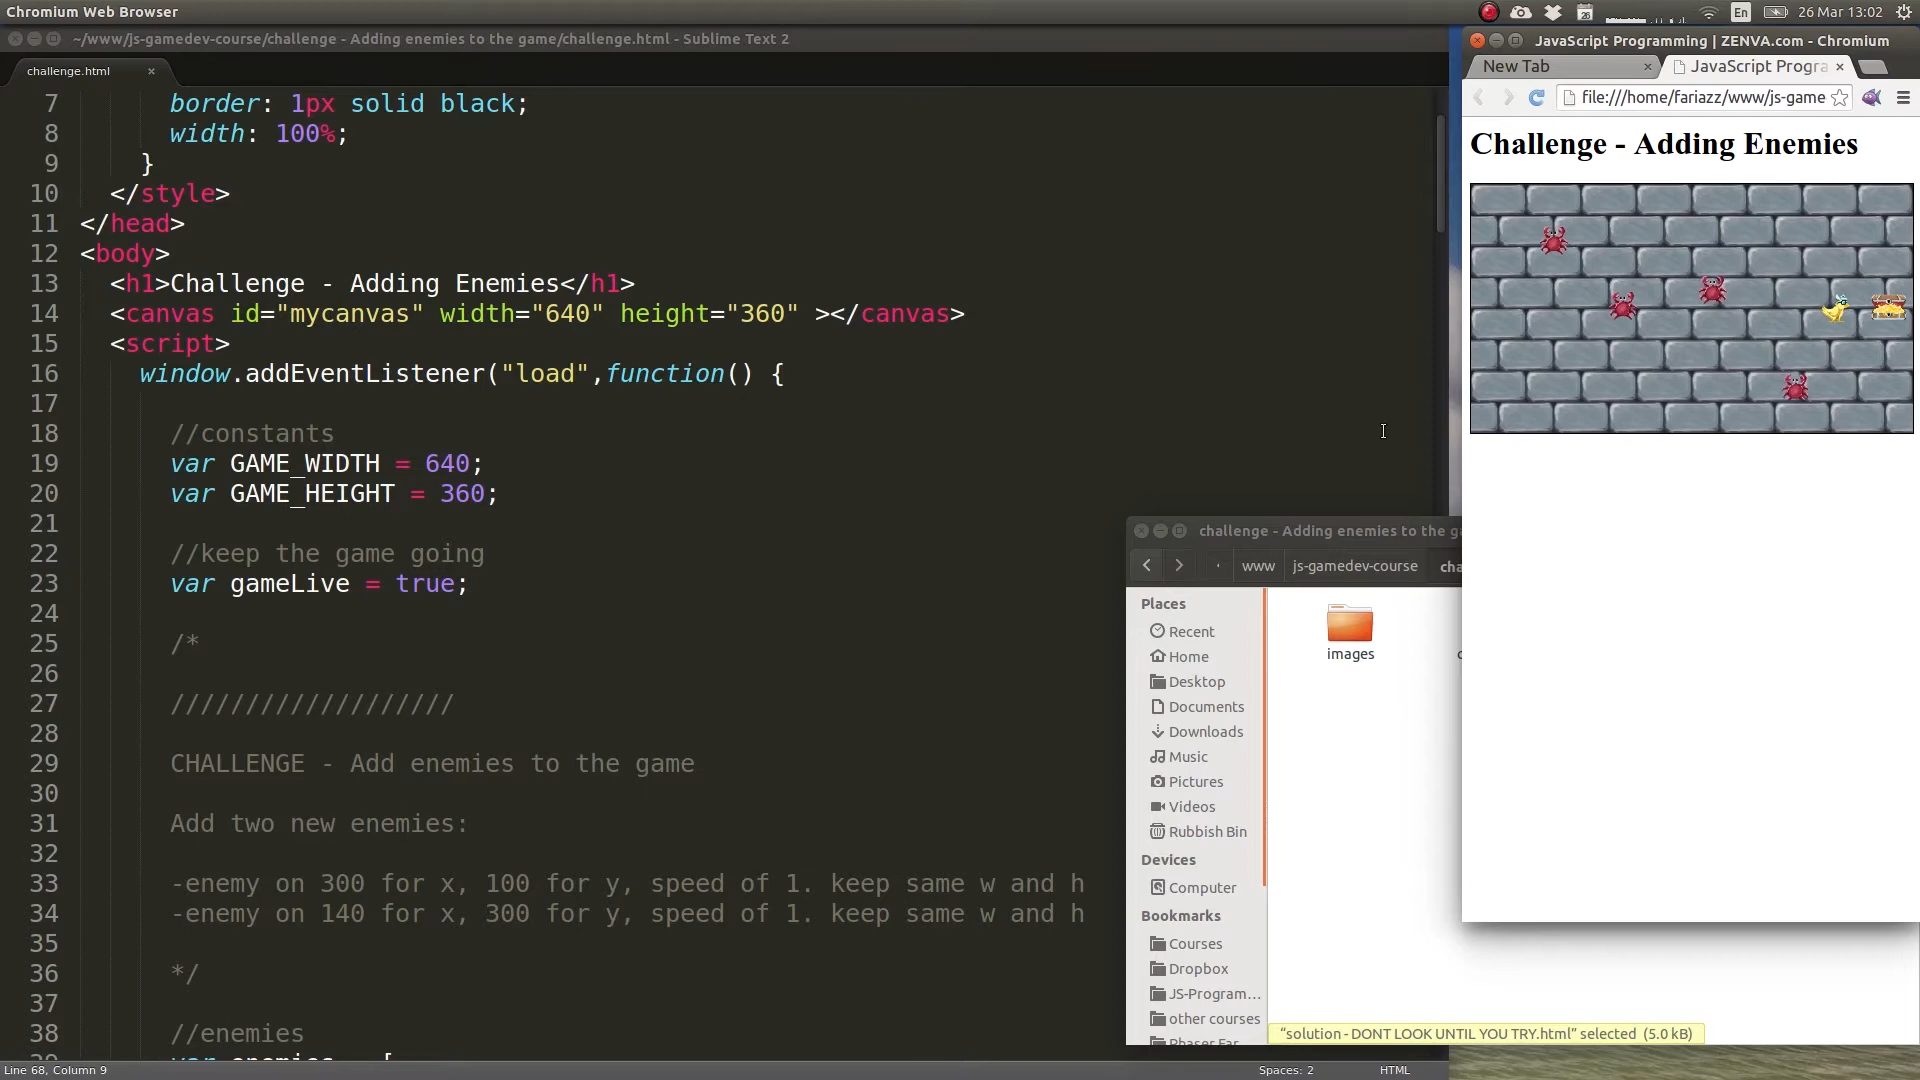 Chromium Web Browser
En
26 Mar 13:02
~/www/js-gamedev-course/challenge - Adding enemies to the game/challenge.html - Sublime Text 2
challenge.html
7 border: 1px solid black;
8 width: 100%;
9 }
10 </style>
11 </head>
12 <body>
13 <h1>Challenge - Adding Enemies</h1>
14 <canvas id="mycanvas" width="640" height="360" ></canvas>
15 <script>
16 window.addEventListener("load",function() {
17
18 //constants
19 var GAME_WIDTH = 640;
20 var GAME_HEIGHT = 360;
21
22 //keep the game going
23 var gameLive = true;
24
25 /*
26
27 ///////////////////
28
29 CHALLENGE - Add enemies to the game
30
31 Add two new enemies:
32
33 -enemy on 300 for x, 100 for y, speed of 1. keep same w and h
34 -enemy on 140 for x, 300 for y, speed of 1. keep same w and h
35
36 */
37
38 //enemies
Line 68, Column 9
Spaces: 2
HTML
JavaScript Programming | ZENVA.com - Chromium
New Tab
JavaScript Progra
file:///home/fariazz/www/js-game
Challenge - Adding Enemies
challenge - Adding enemies to the g
www
js-gamedev-course
cha
Places
Recent
Home
Desktop
Documents
Downloads
Music
Pictures
Videos
Rubbish Bin
Devices
Computer
Bookmarks
Courses
Dropbox
JS-Program…
other courses
images
“solution - DONT LOOK UNTIL YOU TRY.html” selected (5.0 kB)